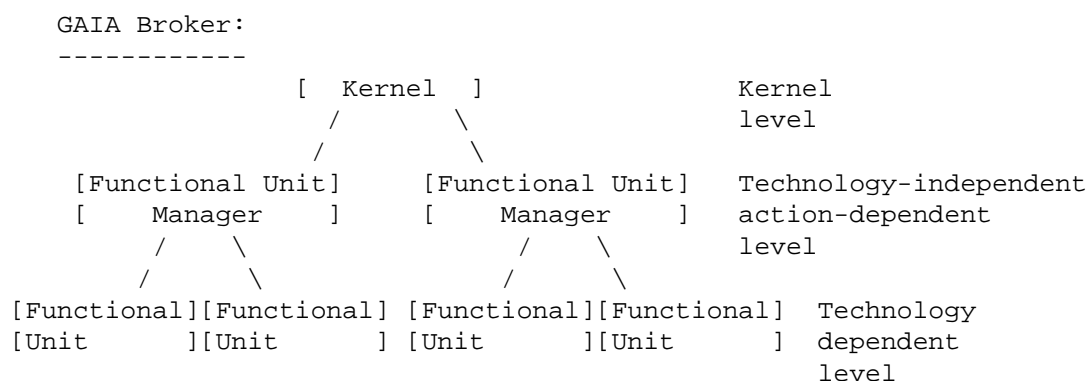 GAIA Broker:
------------
[  Kernel  ]                 Kernel
/        \                 level
/          \
[Functional Unit]     [Functional Unit]   Technology-independent
[    Manager    ]     [    Manager    ]   action-dependent
/    \                 /    \         level
/      \               /      \
[Functional][Functional] [Functional][Functional]  Technology
[Unit      ][Unit      ] [Unit      ][Unit      ]  dependent
level